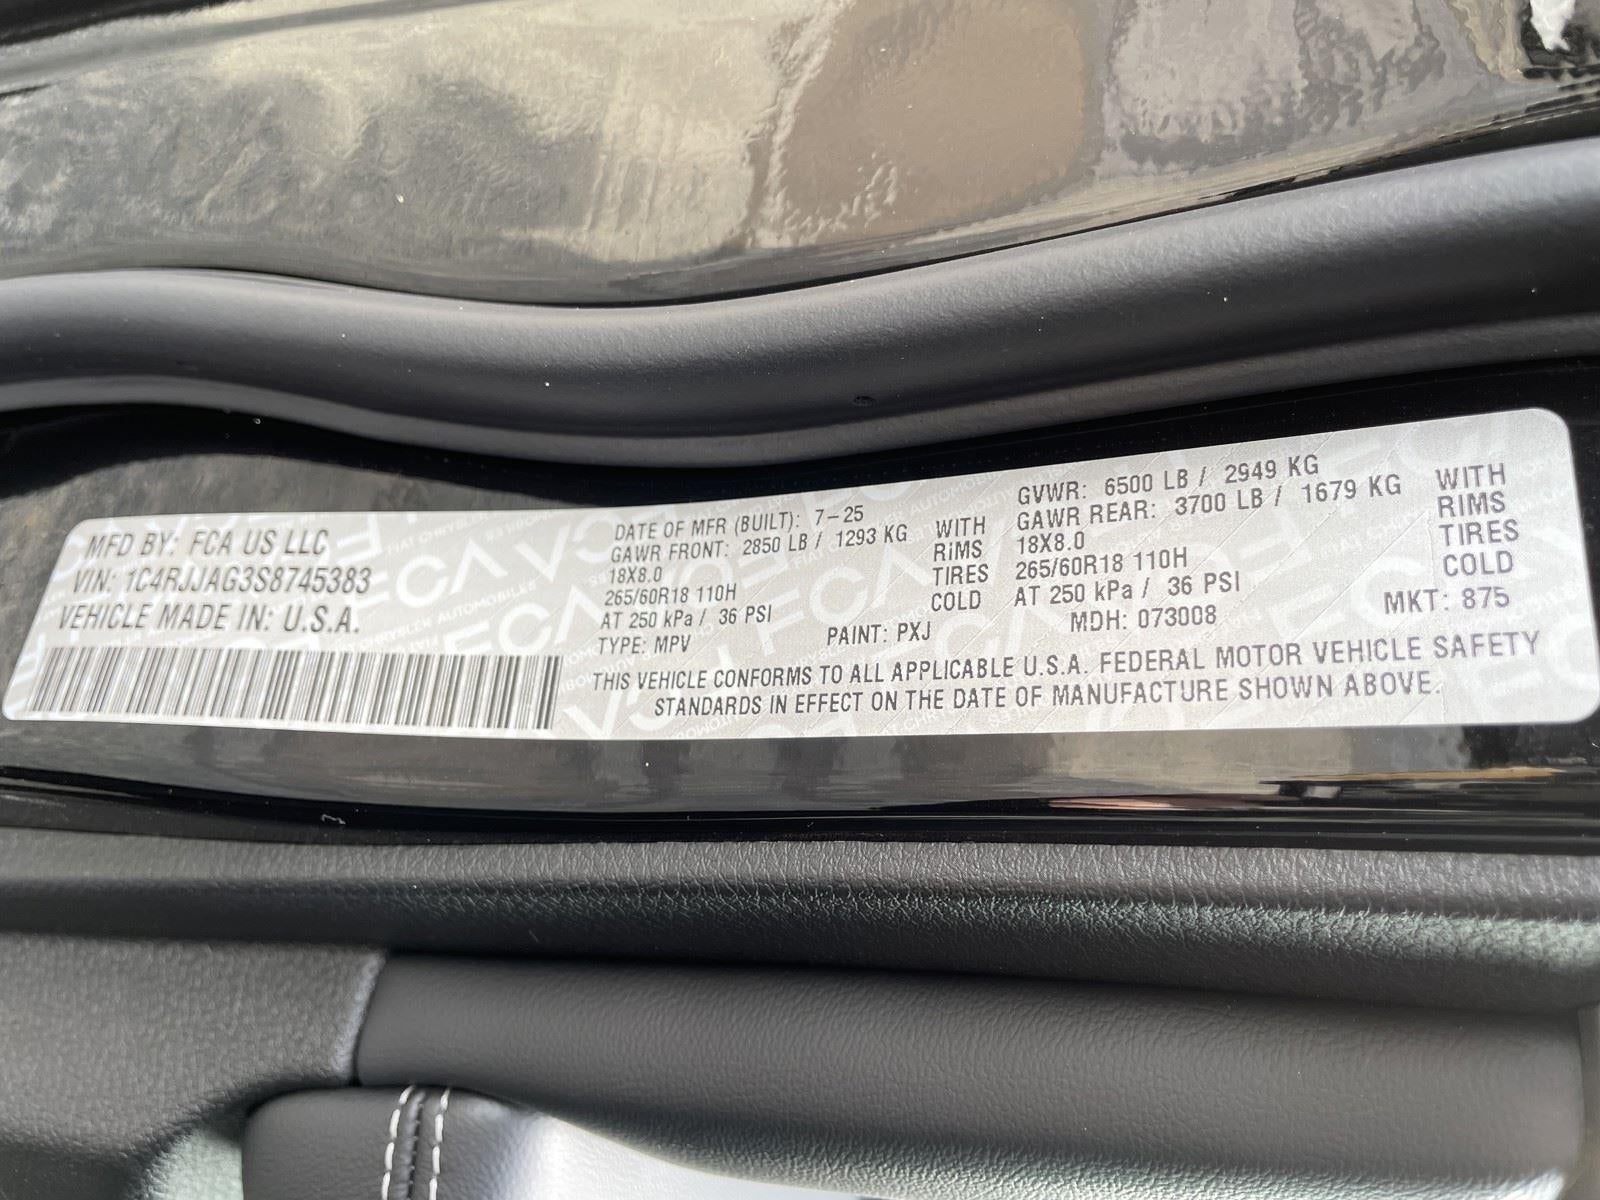 MFD BY: FCA US LLC
VIN: 1C4RJJAG3S8745383
VEHICLE MADE IN: U.S.A.
DATE OF MFR (BUILT): 7-25
GAWR FRONT: 2850 LB / 1293 KG WITH
18X8.0 RIMS
265/60R18 110H TIRES
AT 250 kPa / 36 PSI COLD
TYPE: MPV
PAINT: PXJ
GVWR: 6500 LB / 2949 KG
GAWR REAR: 3700 LB / 1679 KG WITH
18X8.0 RIMS
265/60R18 110H TIRES
AT 250 kPa / 36 PSI COLD
MDH: 073008 MKT: 875
THIS VEHICLE CONFORMS TO ALL APPLICABLE U.S.A. FEDERAL MOTOR VEHICLE SAFETY
STANDARDS IN EFFECT ON THE DATE OF MANUFACTURE SHOWN ABOVE.